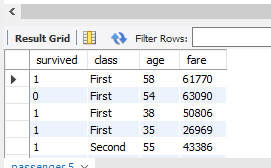 Result Grid Filter Rows:
survived class age fare
1 First 58 61770
0 First 54 63090
1 First 38 50806
1 First 35 26969
1 Second 55 43386
passenger 5